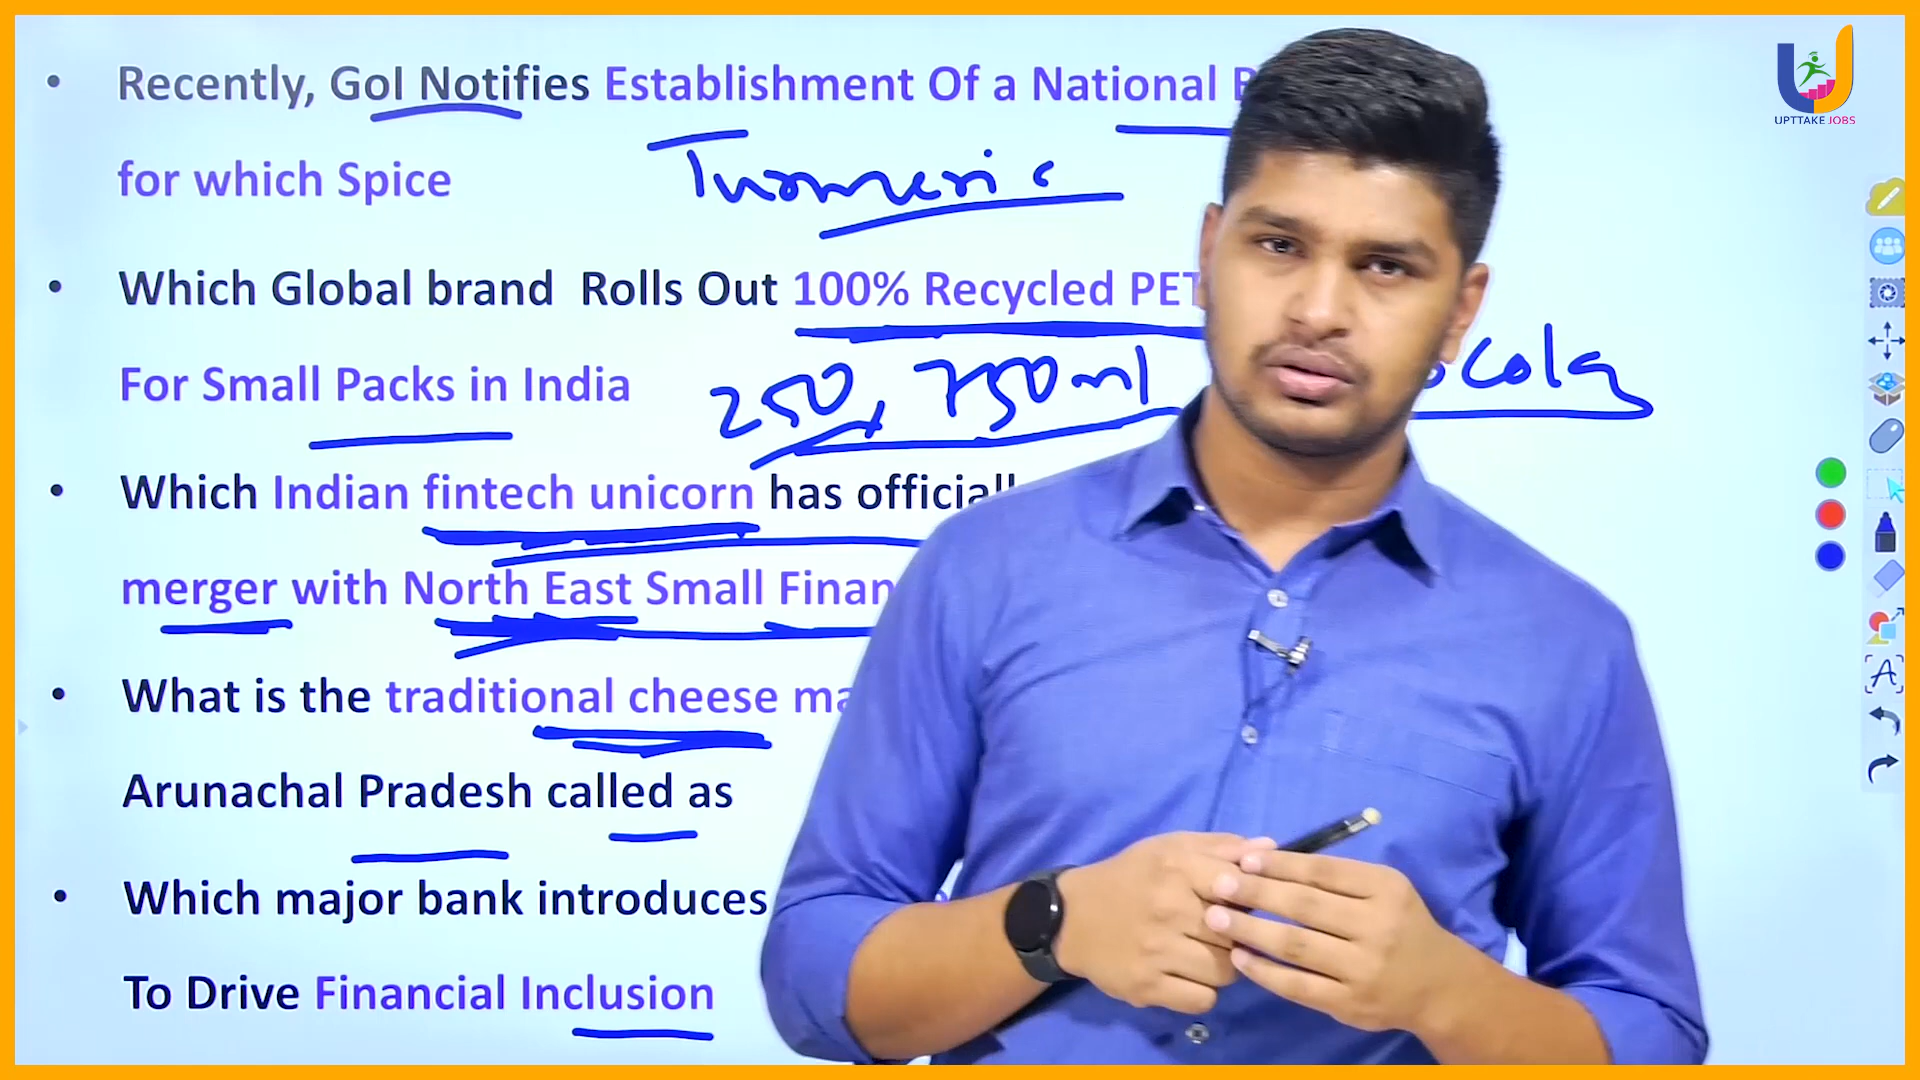 Recently, GoI Notifies Establishment Of a National
for which Spice
Turmeric
Which Global brand Rolls Out 100% Recycled PET
For Small Packs in India
250, 750ml
Cola
Which Indian fintech unicorn has officiall
merger with North East Small Finan
What is the traditional cheese ma
Arunachal Pradesh called as
Which major bank introduces
To Drive Financial Inclusion
UPTTAKE JOBS